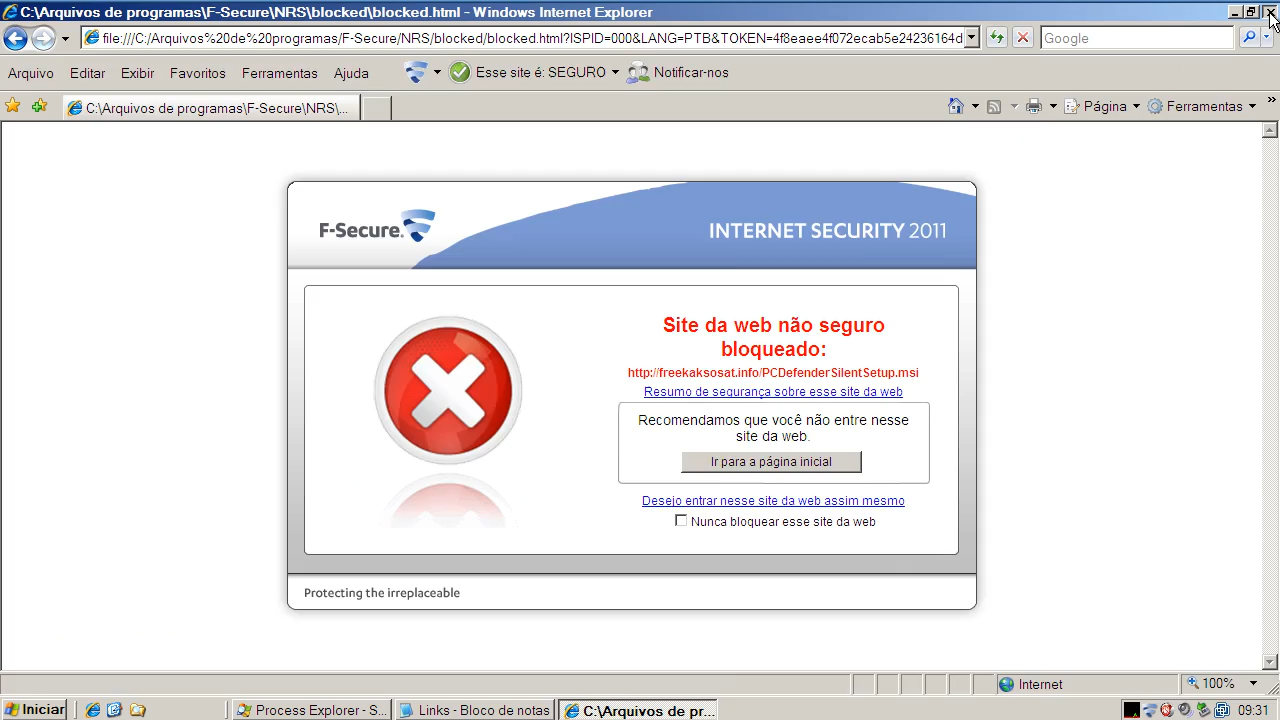 C:\Arquivos de programas\F-Secure\NRS\blocked\blocked.html - Windows Internet Explorer
file:///C:/Arquivos%20de%20programas/F-Secure/NRS/blocked/blocked.html?ISPID=000&LANG=PTB&TOKEN=4f8eaee4f072ecab5e24236164d
Google
Arquivo Editar Exibir Favoritos Ferramentas Ajuda Esse site é: SEGURO Notificar-nos
C:\Arquivos de programas\F-Secure\NRS\... Página Ferramentas
F-Secure. INTERNET SECURITY 2011
Site da web não seguro
bloqueado:
http://freekaksosat.info/PCDefenderSilentSetup.msi
Resumo de segurança sobre esse site da web
Recomendamos que você não entre nesse
site da web.
Ir para a página inicial
Desejo entrar nesse site da web assim mesmo
Nunca bloquear esse site da web
Protecting the irreplaceable
Internet 100%
Iniciar Process Explorer - S... Links - Bloco de notas C:\Arquivos de pr 09:31